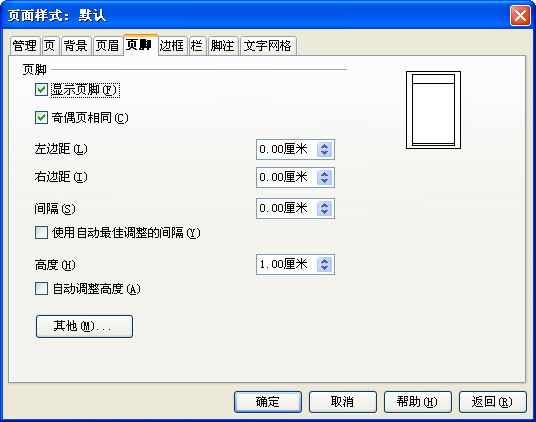 页面样式: 默认
管理 页 背景 页眉 页脚 边框 栏 脚注 文字网格
页脚
显示页脚(F)
奇偶页相同(C)
左边距(L) 0.00厘米
右边距(I) 0.00厘米
间隔(S) 0.00厘米
使用自动最佳调整的间隔(Y)
高度(H) 1.00厘米
自动调整高度(A)
其他(M)...
确定 取消 帮助(H) 返回(R)